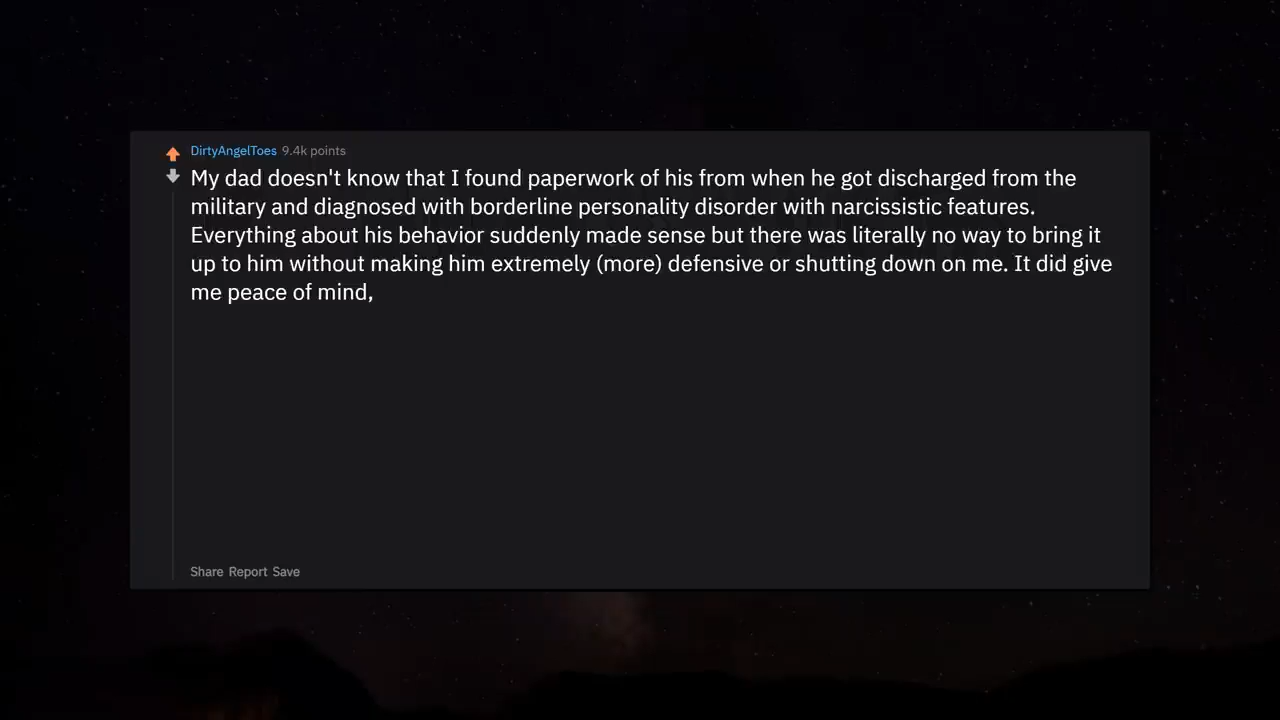 DirtyAngelToes 9.4k points
My dad doesn't know that I found paperwork of his from when he got discharged from the
military and diagnosed with borderline personality disorder with narcissistic features.
Everything about his behavior suddenly made sense but there was literally no way to bring it
up to him without making him extremely (more) defensive or shutting down on me. It did give
me peace of mind,
Share Report Save